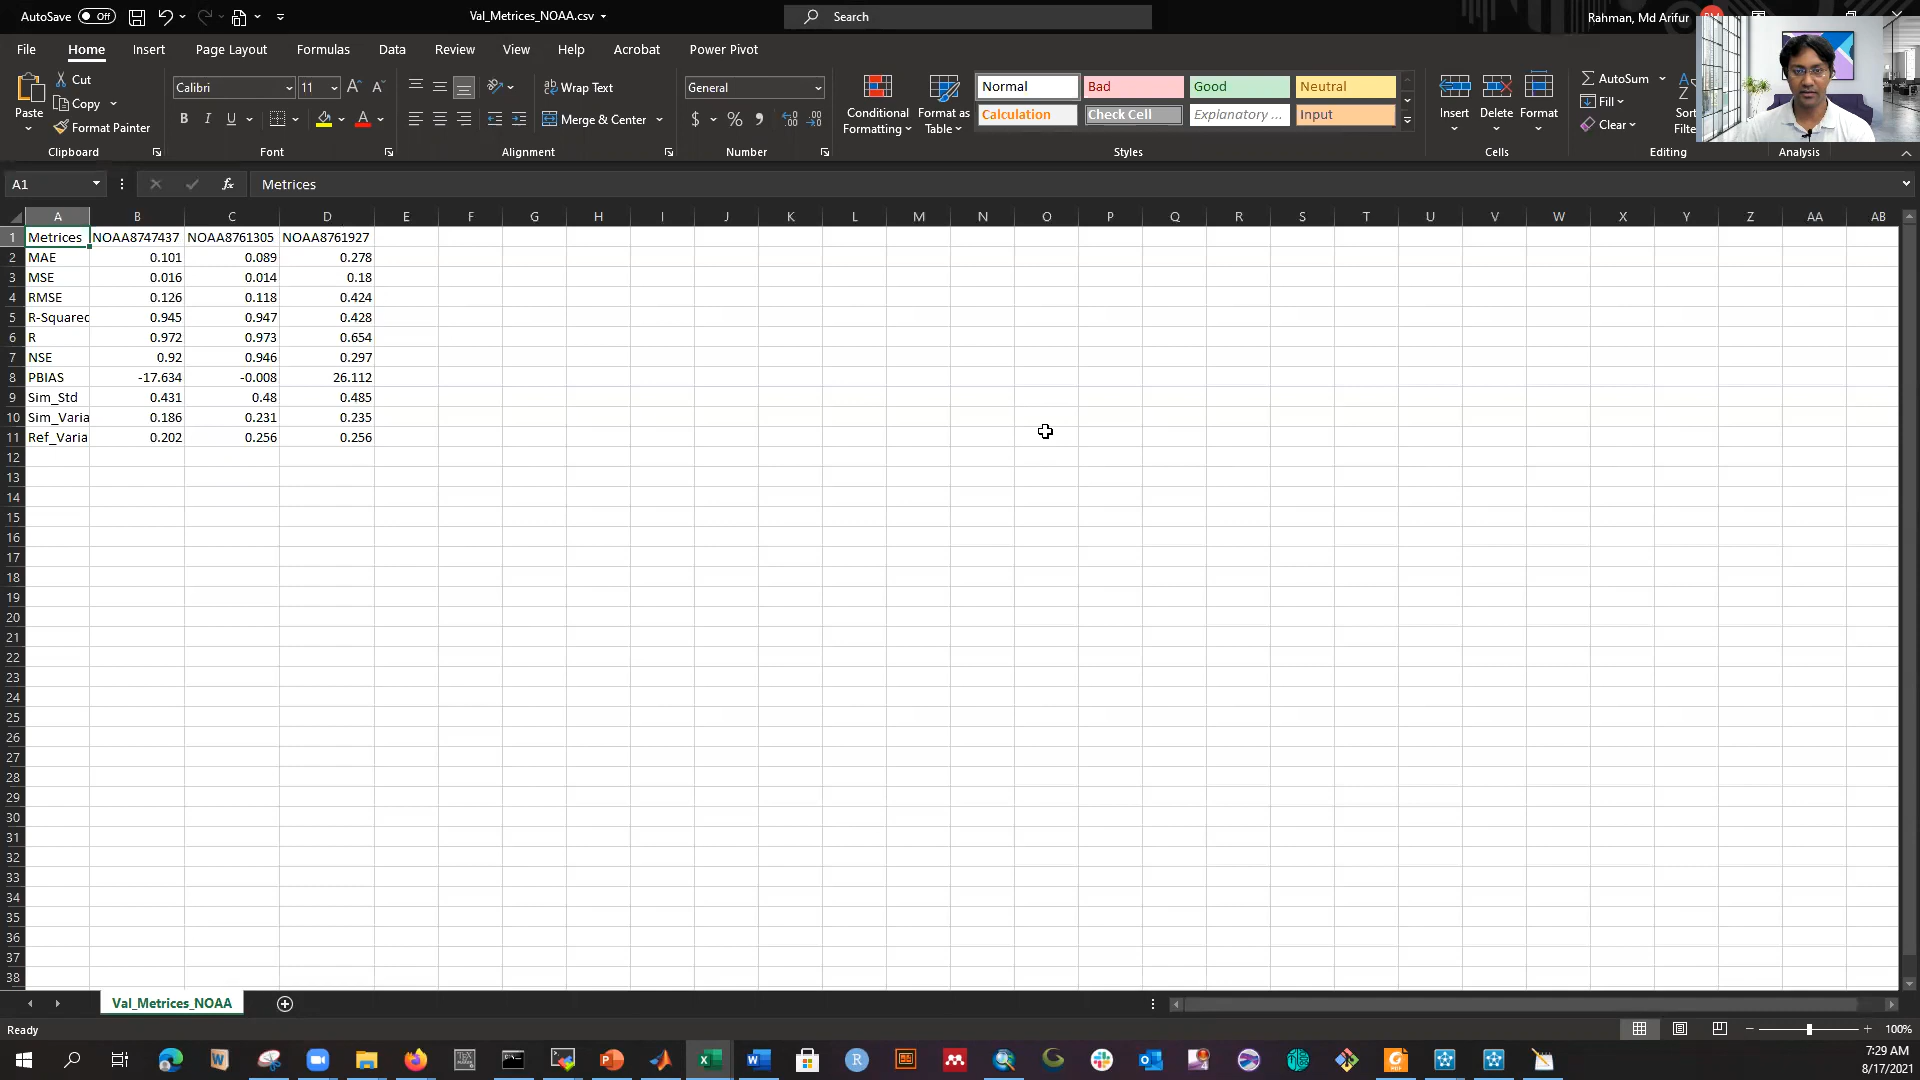 AutoSave Off Val_Metrices_NOAA.csv Search Rahman, Md Arifur
File Home Insert Page Layout Formulas Data Review View Help Acrobat Power Pivot
Paste Cut Copy Format Painter Clipboard
Calibri 11 B I U Font
Wrap Text Merge & Center Alignment
General $ % Number
Conditional Formatting Format as Table
Normal Bad Good Neutral
Calculation Check Cell Explanatory ... Input
Styles
Insert Delete Format Cells
AutoSum Fill Clear Editing Analysis
A1 fx Metrices
A B C D E F G H I J K L M N O P Q R S T U V W X Y Z AA AB
1 Metrices NOAA8747437 NOAA8761305 NOAA8761927
2 MAE 0.101 0.089 0.278
3 MSE 0.016 0.014 0.18
4 RMSE 0.126 0.118 0.424
5 R-Squared 0.945 0.947 0.428
6 R 0.972 0.973 0.654
7 NSE 0.92 0.946 0.297
8 PBIAS -17.634 -0.008 26.112
9 Sim_Std 0.431 0.48 0.485
10 Sim_Varia 0.186 0.231 0.235
11 Ref_Varia 0.202 0.256 0.256
12
13
14
15
16
17
18
19
20
21
22
23
24
25
26
27
28
29
30
31
32
33
34
35
36
37
38
Val_Metrices_NOAA
Ready 100%
7:29 AM
8/17/2021